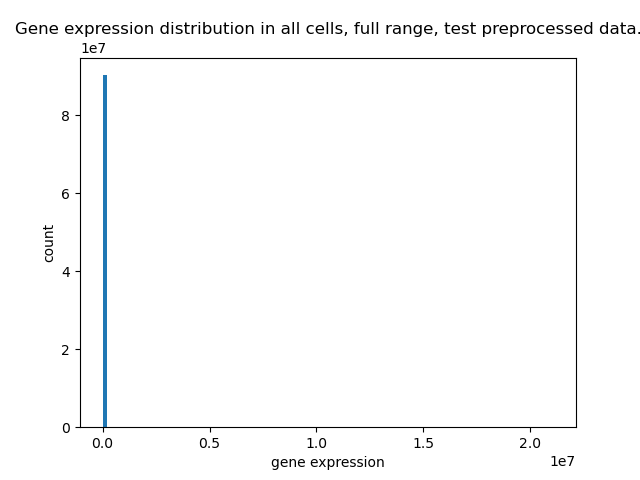 Gene expression distribution in all cells, full range, test preprocessed data.
1e7
8
6
4
2
0
count
0.0 0.5 1.0 1.5 2.0
gene expression
1e7